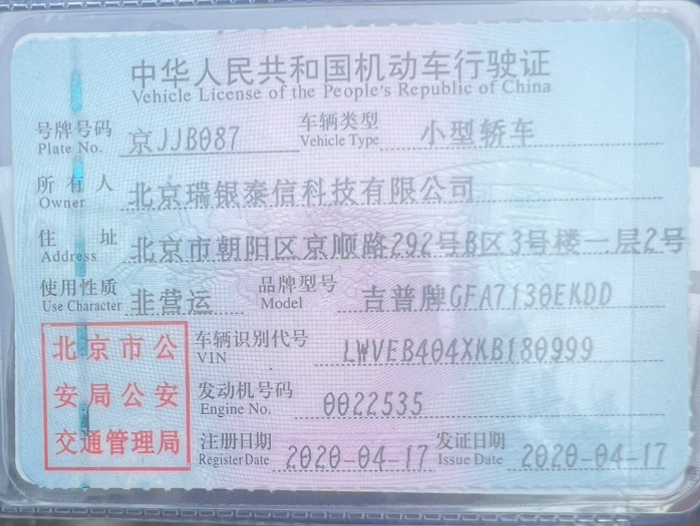 中华人民共和国机动车行驶证
Vehicle License of the People's Republic of China
号牌号码 京JJB087 车辆类型 小型轿车
Plate No. Vehicle Type
所有人 北京瑞银泰信科技有限公司
Owner
住址 北京市朝阳区京顺路292号B区3号楼一层2号
Address
使用性质 非营运 品牌型号 吉普牌GFA7130EKDD
Use Character Model
北京市公
安局公安
交通管理局
车辆识别代号 LWVEB404XKB180999
VIN
发动机号码 0022535
Engine No.
注册日期 2020-04-17 发证日期 2020-04-17
Register Date Issue Date